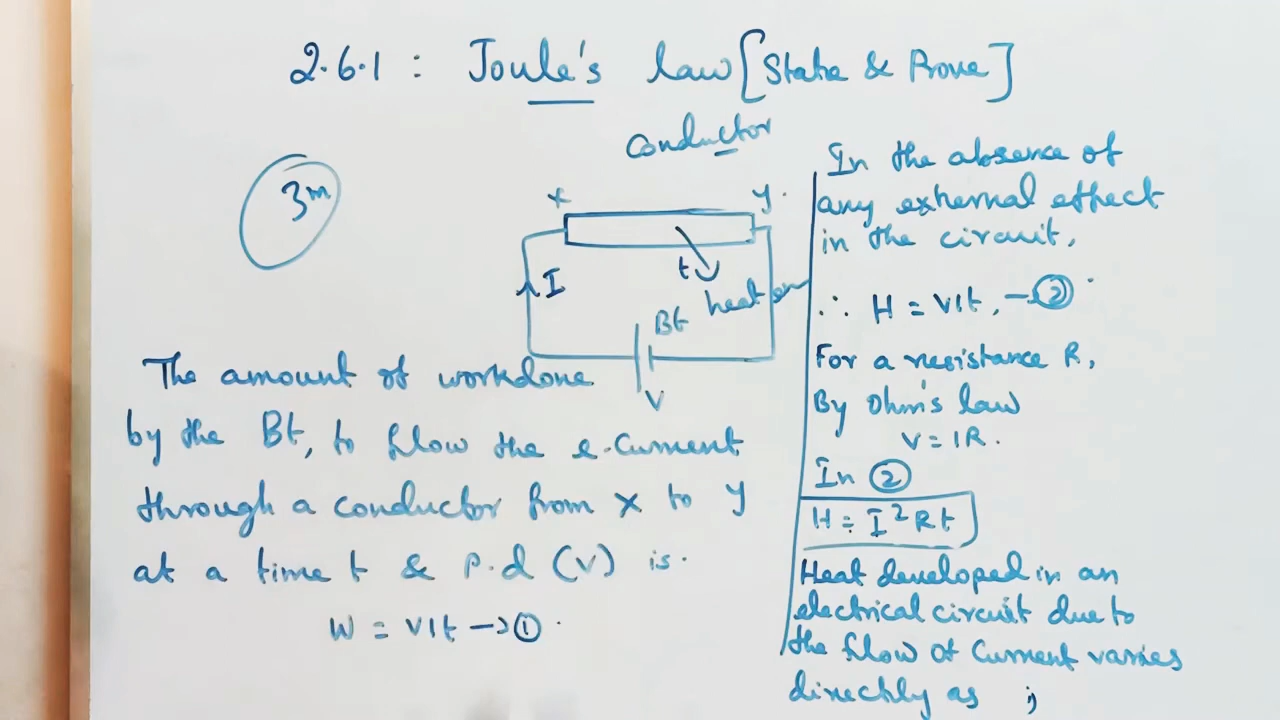 2.6.1 : Joule's law [State & Prove]
3m
conductor
x y
I
t
heat en
Bt
V
The amount of workdone
by the Bt, to flow the e-Current
through a conductor from x to y
at a time t & p.d (V) is.
W = VIt → ①
In the absence of
any external effect
in the circuit,
∴ H = VIt, → ②
For a resistance R,
By Ohm's law
V = IR.
In ②
H = I²Rt
Heat developed in an
electrical circuit due to
the flow of current varies
directly as i)